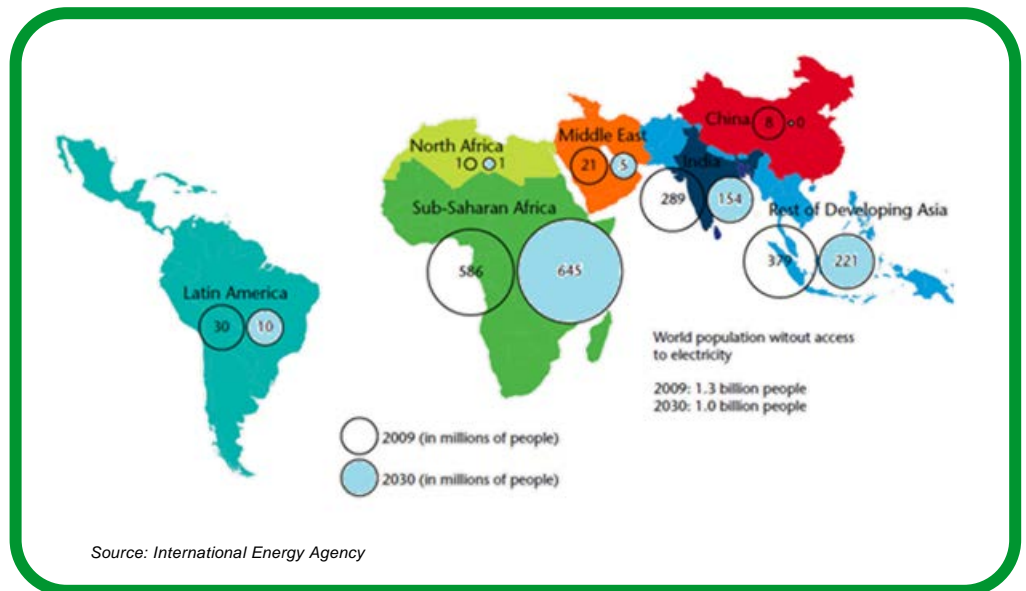 China 8 0
Middle East
North Africa
1 1
21 5
India
289 154
Sub-Saharan Africa
Rest of Developing Asia
586 645
379 221
Latin America
30 10
World population witout access
to electricity
2009: 1.3 billion people
2030: 1.0 billion people
2009 (in millions of people)
2030 (in millions of people)
Source: International Energy Agency